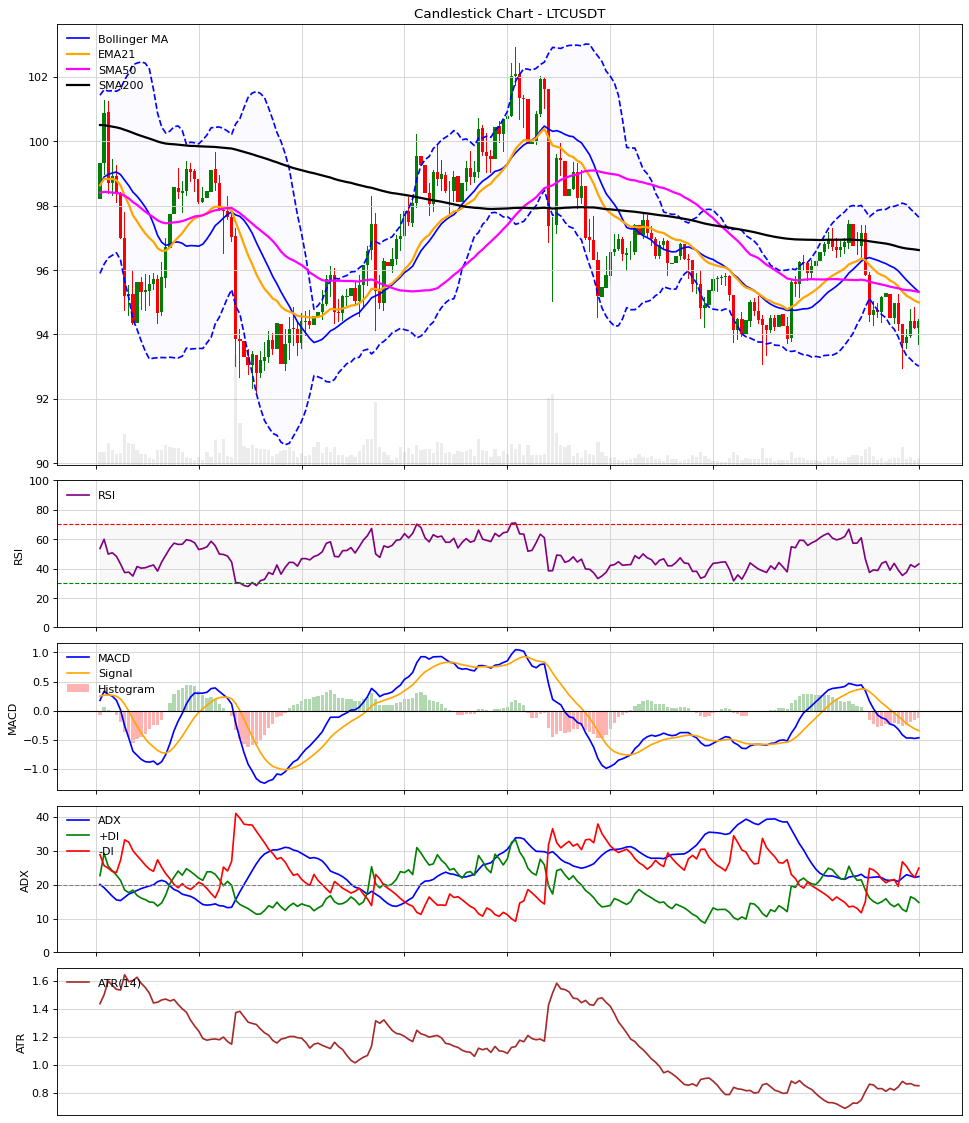 Candlestick Chart - LTCUSDT
Bollinger MA
EMA21
SMA50
SMA200
102
100
98
96
94
92
90
RSI
RSI
100
80
60
40
20
0
MACD
Signal
Histogram
MACD
1.0
0.5
0.0
−0.5
−1.0
ADX
+DI
-DI
ADX
40
30
20
10
0
ATR(14)
ATR
1.6
1.4
1.2
1.0
0.8